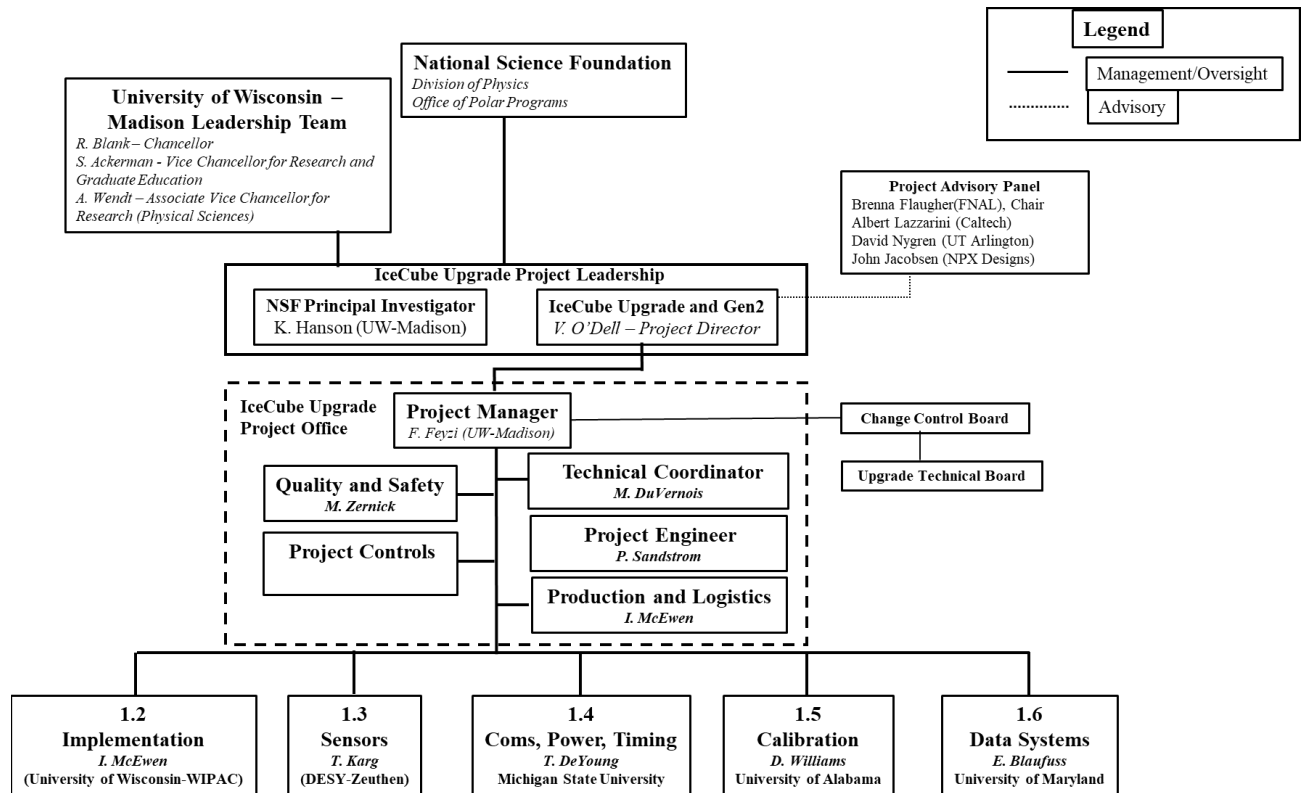 Legend
Management/Oversight
Advisory
National Science Foundation
Division of Physics
Office of Polar Programs
University of Wisconsin –
Madison Leadership Team
R. Blank – Chancellor
S. Ackerman - Vice Chancellor for Research and
Graduate Education
A. Wendt – Associate Vice Chancellor for
Research (Physical Sciences)
Project Advisory Panel
Brenna Flaugher(FNAL), Chair
Albert Lazzarini (Caltech)
David Nygren (UT Arlington)
John Jacobsen (NPX Designs)
IceCube Upgrade Project Leadership
NSF Principal Investigator
K. Hanson (UW-Madison)
IceCube Upgrade and Gen2
V. O’Dell – Project Director
IceCube Upgrade
Project Office
Project Manager
F. Feyzi (UW-Madison)
Change Control Board
Upgrade Technical Board
Quality and Safety
M. Zernick
Technical Coordinator
M. DuVernois
Project Controls
Project Engineer
P. Sandstrom
Production and Logistics
I. McEwen
1.2
Implementation
I. McEwen
(University of Wisconsin-WIPAC)
1.3
Sensors
T. Karg
(DESY-Zeuthen)
1.4
Coms, Power, Timing
T. DeYoung
Michigan State University
1.5
Calibration
D. Williams
University of Alabama
1.6
Data Systems
E. Blaufuss
University of Maryland